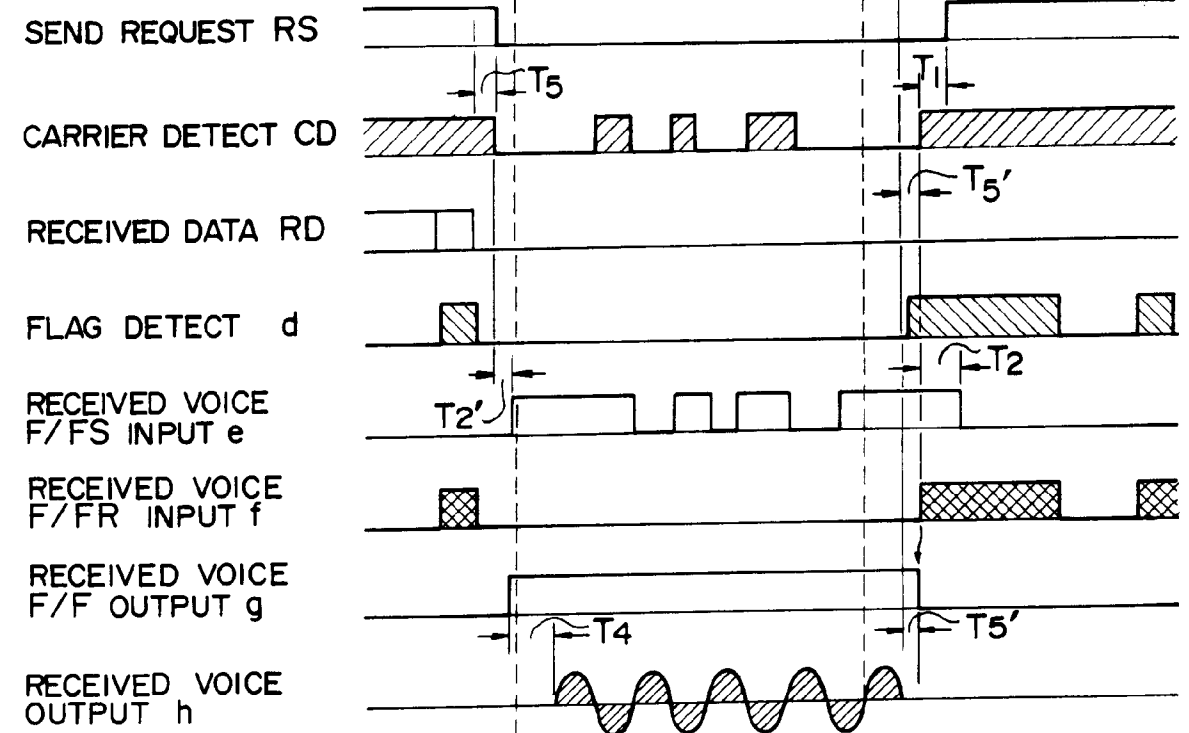 SEND REQUEST RS
T1
T5
CARRIER DETECT CD
T5'
RECEIVED DATA RD
FLAG DETECT d
T2
RECEIVED VOICE
F/FS INPUT e
T2'
RECEIVED VOICE
F/FR INPUT f
RECEIVED VOICE
F/F OUTPUT g
T4
T5'
RECEIVED VOICE
OUTPUT h